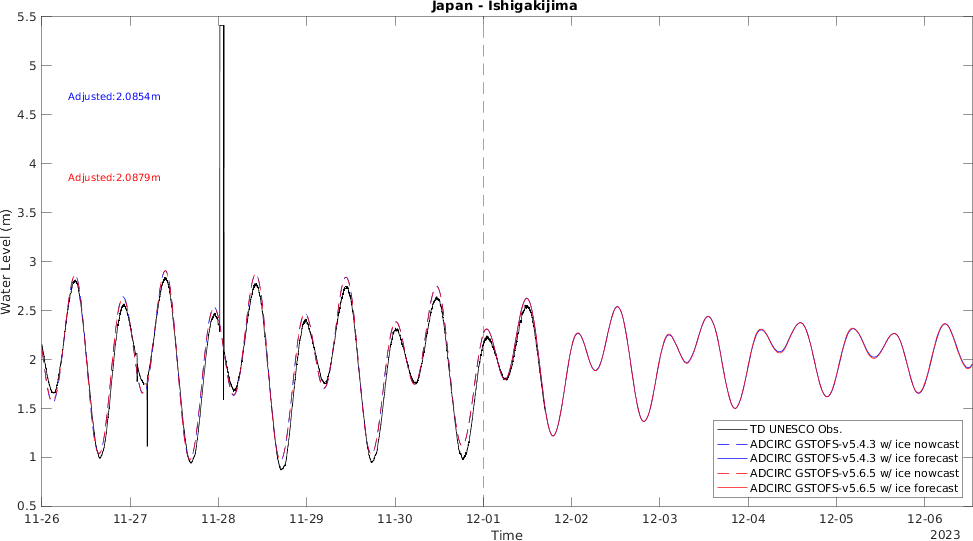 Japan - Ishigakijima
5.5
5
4.5
4
3.5
3
2.5
2
1.5
1
0.5
Water Level (m)
Adjusted:2.0854m
Adjusted:2.0879m
TD UNESCO Obs.
ADCIRC GSTOFS-v5.4.3 w/ ice nowcast
ADCIRC GSTOFS-v5.4.3 w/ ice forecast
ADCIRC GSTOFS-v5.6.5 w/ ice nowcast
ADCIRC GSTOFS-v5.6.5 w/ ice forecast
11-26 11-27 11-28 11-29 11-30 12-01 12-02 12-03 12-04 12-05 12-06
Time
2023